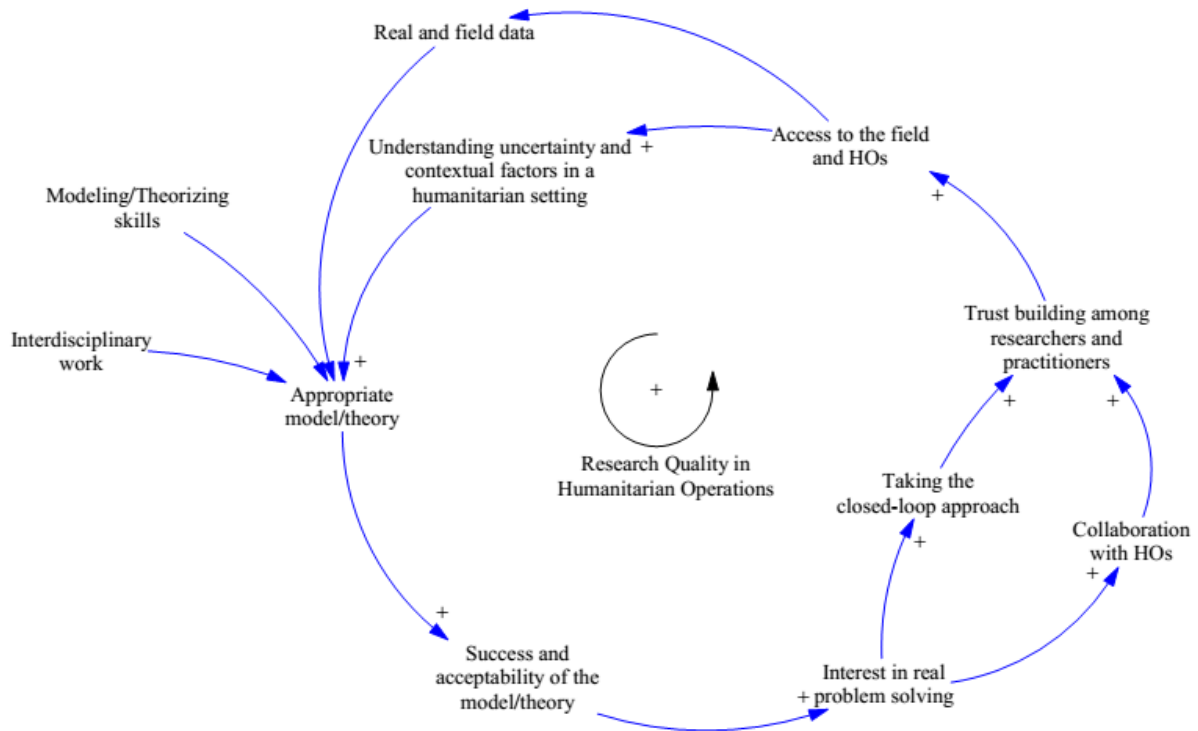 Real and field data
Access to the field
and HOs
Understanding uncertainty and +
contextual factors in a
humanitarian setting
Modeling/Theorizing
skills
+
Trust building among
researchers and
practitioners
Interdisciplinary
work
+
Appropriate
model/theory
+
+
+
Research Quality in
Humanitarian Operations
Taking the
closed-loop approach
+
Collaboration
with HOs
+
+
Success and
acceptability of the
model/theory
Interest in real
+ problem solving